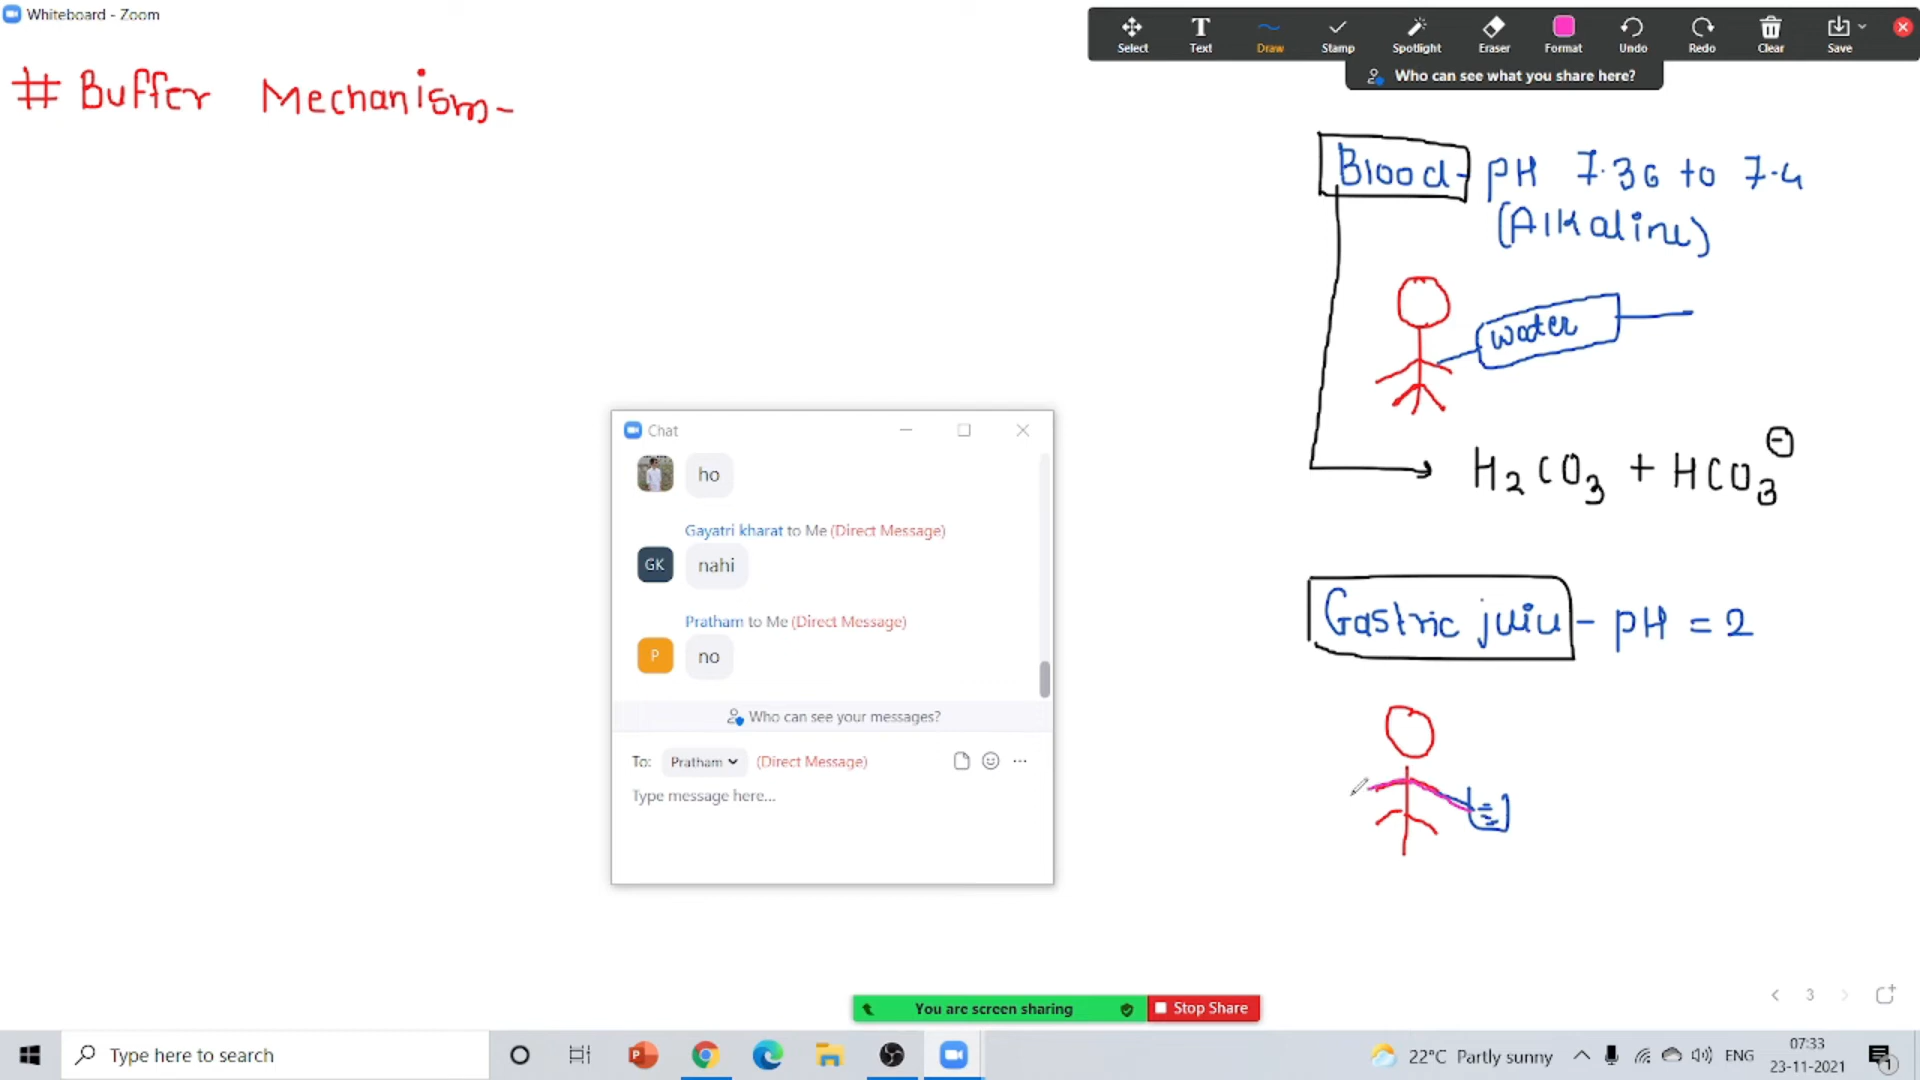 Whiteboard - Zoom
Select Text Draw Stamp Spotlight Eraser Format Undo Redo Clear Save
Who can see what you share here?
# Buffer Mechanism-
Blood- pH 7.36 to 7.4
(Alkaline)
water
H2CO3 + HCO3⊖
Chat
ho
Gayatri kharat to Me (Direct Message)
GK nahi
Pratham to Me (Direct Message)
P no
Who can see your messages?
To: Pratham (Direct Message)
Type message here...
Gastric juice - pH = 2
3
You are screen sharing Stop Share
Type here to search
22°C Partly sunny ENG 07:33
23-11-2021
1